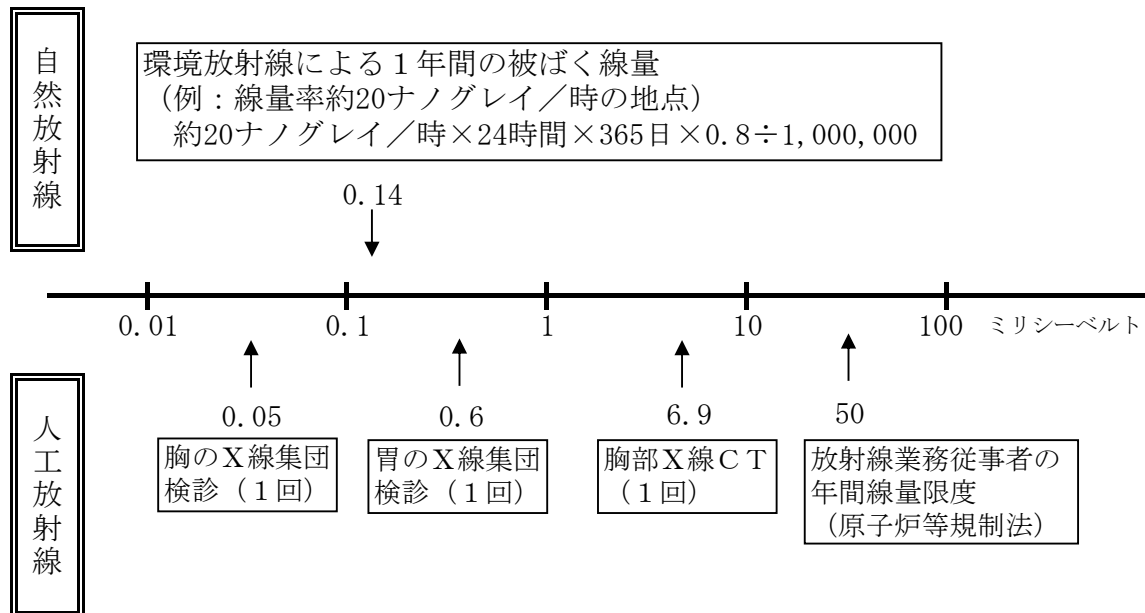 自然放射線
環境放射線による１年間の被ばく線量
（例：線量率約20ナノグレイ／時の地点）
約20ナノグレイ／時×24時間×365日×0.8÷1,000,000
0.14
0.01
0.1
1
10
100
ミリシーベルト
0.05
0.6
6.9
50
人工放射線
胸のＸ線集団
検診（１回）
胃のＸ線集団
検診（１回）
胸部Ｘ線ＣＴ
（１回）
放射線業務従事者の
年間線量限度
（原子炉等規制法）